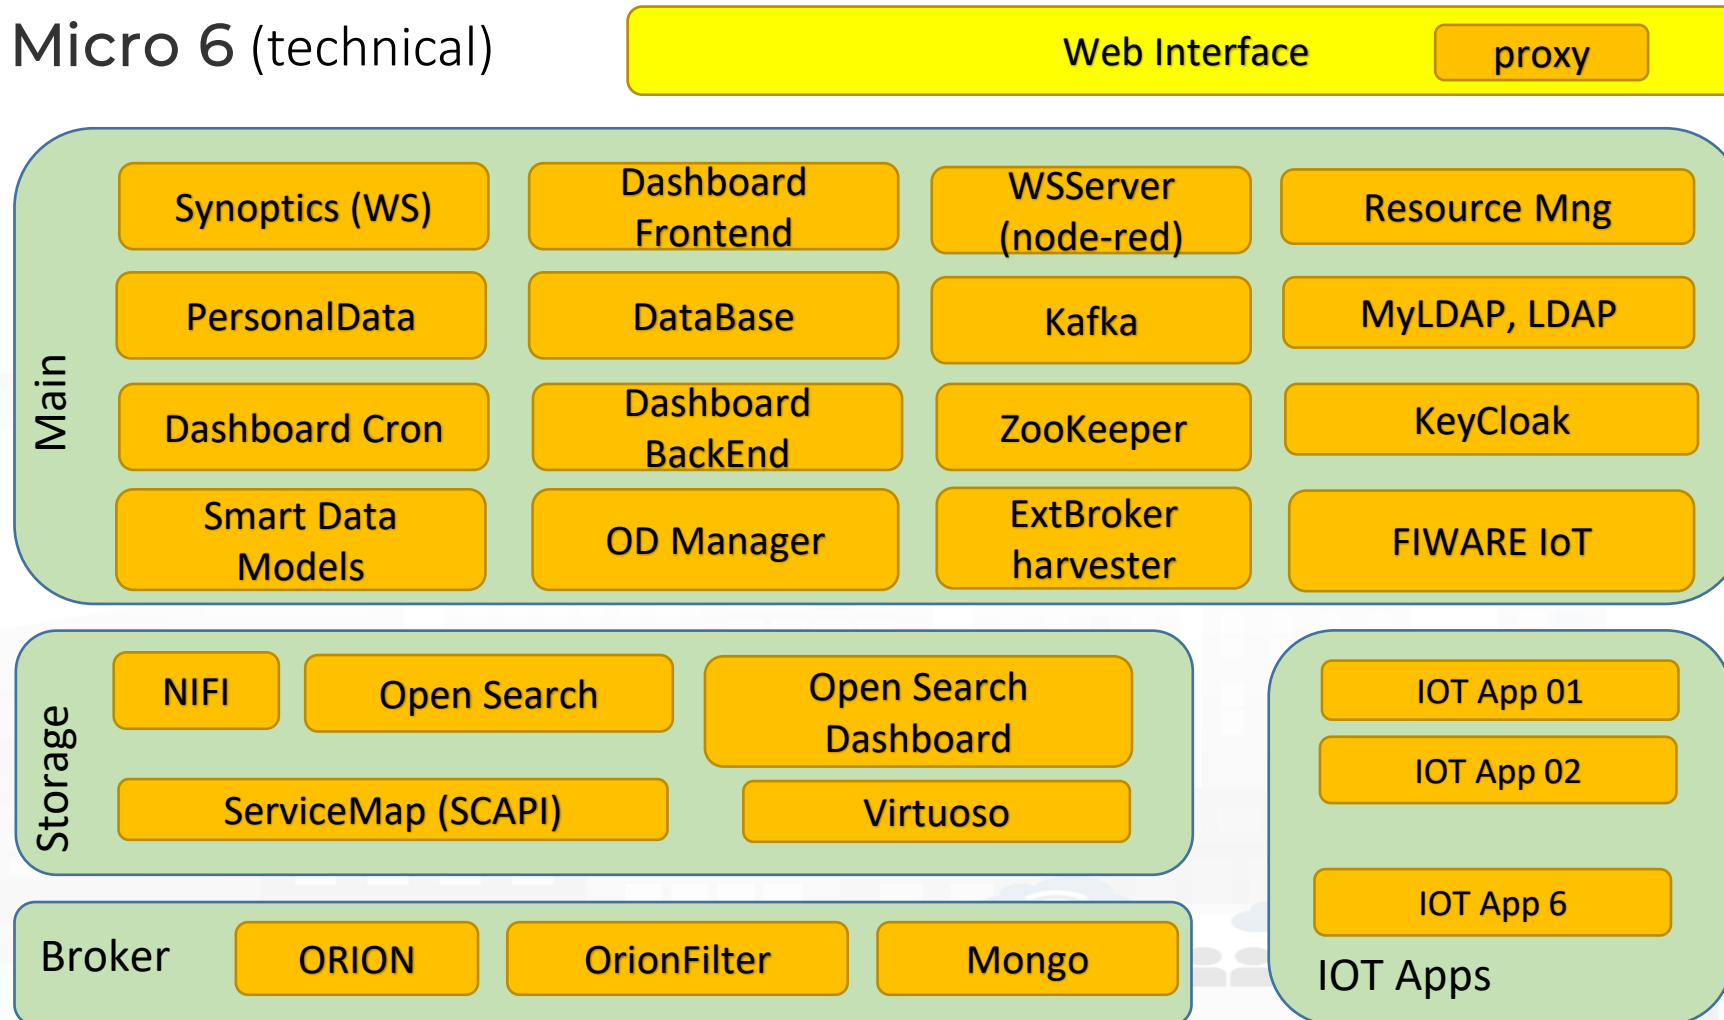 Micro 6 (technical)
Web Interface
proxy
Main
Synoptics (WS)
Dashboard
Frontend
WSServer
(node-red)
Resource Mng
PersonalData
DataBase
Kafka
MyLDAP, LDAP
Dashboard Cron
Dashboard
BackEnd
ZooKeeper
KeyCloak
Smart Data
Models
OD Manager
ExtBroker
harvester
FIWARE IoT
Storage
NIFI
Open Search
Open Search
Dashboard
ServiceMap (SCAPI)
Virtuoso
Broker
ORION
OrionFilter
Mongo
IOT App 01
IOT App 02
IOT App 6
IOT Apps